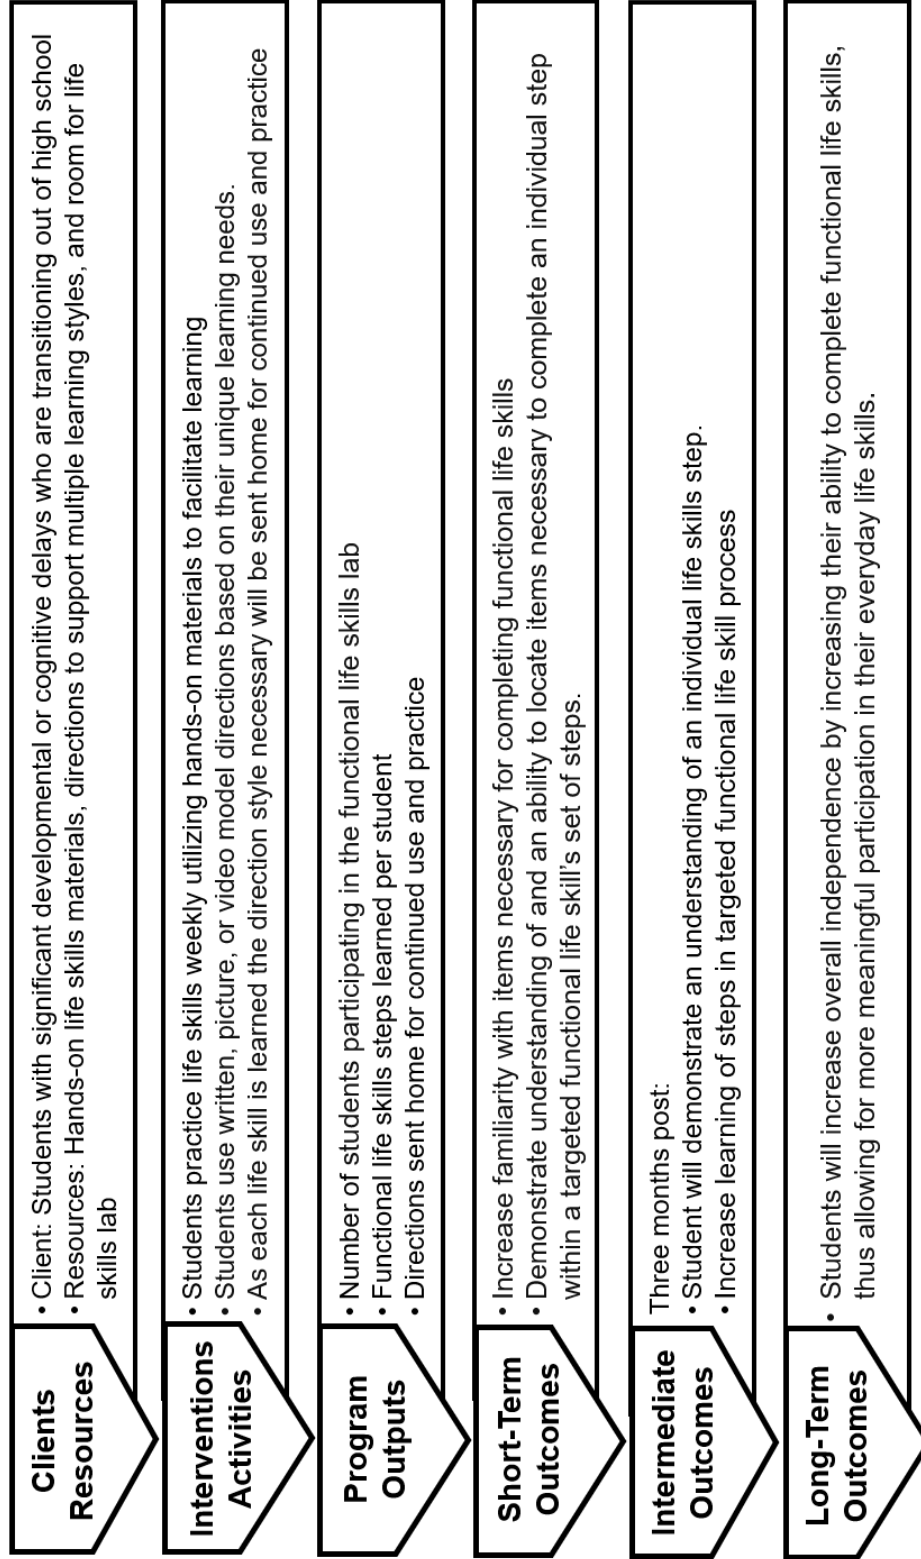 Clients
Resources
• Client: Students with significant developmental or cognitive delays who are transitioning out of high school
• Resources: Hands-on life skills materials, directions to support multiple learning styles, and room for life
skills lab
Interventions
Activities
• Students practice life skills weekly utilizing hands-on materials to facilitate learning
• Students use written, picture, or video model directions based on their unique learning needs.
• As each life skill is learned the direction style necessary will be sent home for continued use and practice
Program
Outputs
• Number of students participating in the functional life skills lab
• Functional life skills steps learned per student
• Directions sent home for continued use and practice
Short-Term
Outcomes
• Increase familiarity with items necessary for completing functional life skills
• Demonstrate understanding of and an ability to locate items necessary to complete an individual step
within a targeted functional life skill's set of steps.
Intermediate
Outcomes
Three months post:
• Student will demonstrate an understanding of an individual life skills step.
• Increase learning of steps in targeted functional life skill process
Long-Term
Outcomes
• Students will increase overall independence by increasing their ability to complete functional life skills,
thus allowing for more meaningful participation in their everyday life skills.